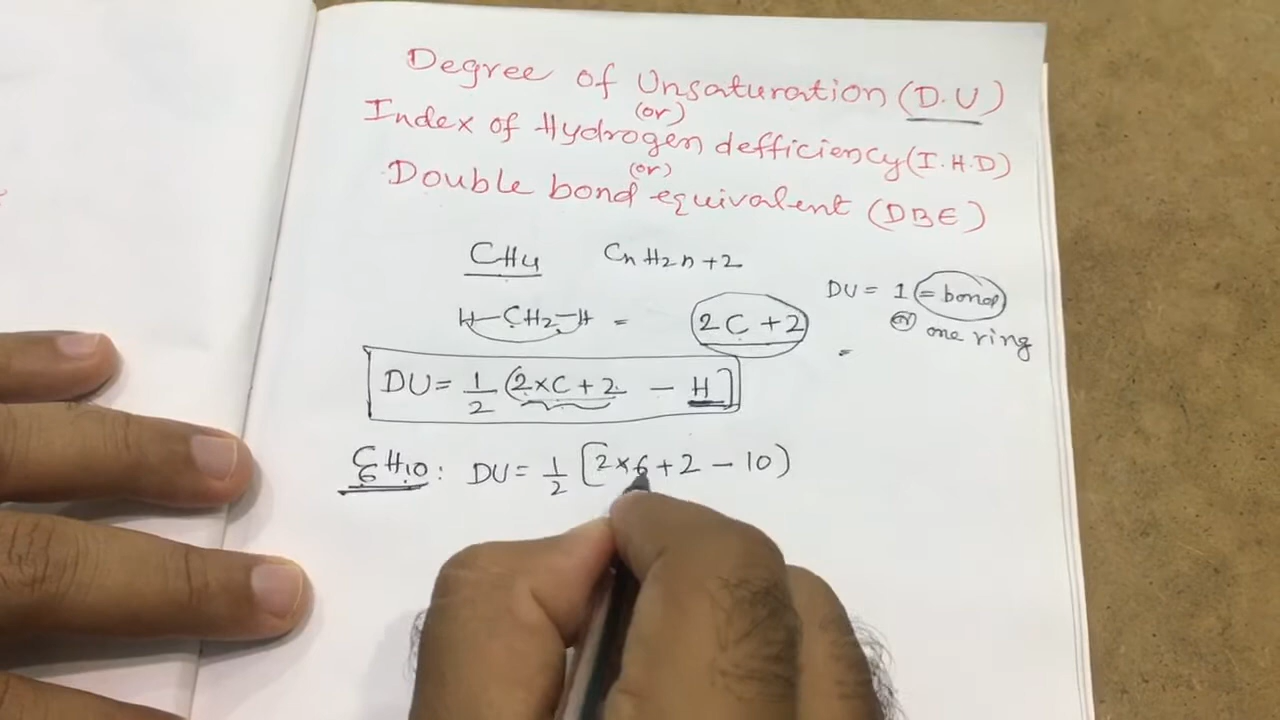 Degree of Unsaturation (D.U)
(or)
Index of Hydrogen defficiency (I.H.D)
(or)
Double bond equivalent (DBE)
CH4 CnH2n+2
H-CH2-H = 2C+2
DU = 1 = bond
or one ring
=
DU = 1/2 (2×C+2 - H]
C6H10 : DU = 1/2 [2×6+2-10)